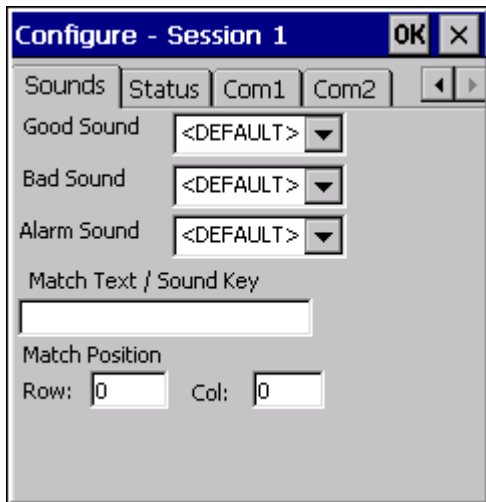 Configure - Session 1 OK ×
Sounds Status Com1 Com2
Good Sound <DEFAULT>
Bad Sound <DEFAULT>
Alarm Sound <DEFAULT>
Match Text / Sound Key
Match Position
Row: 0 Col: 0